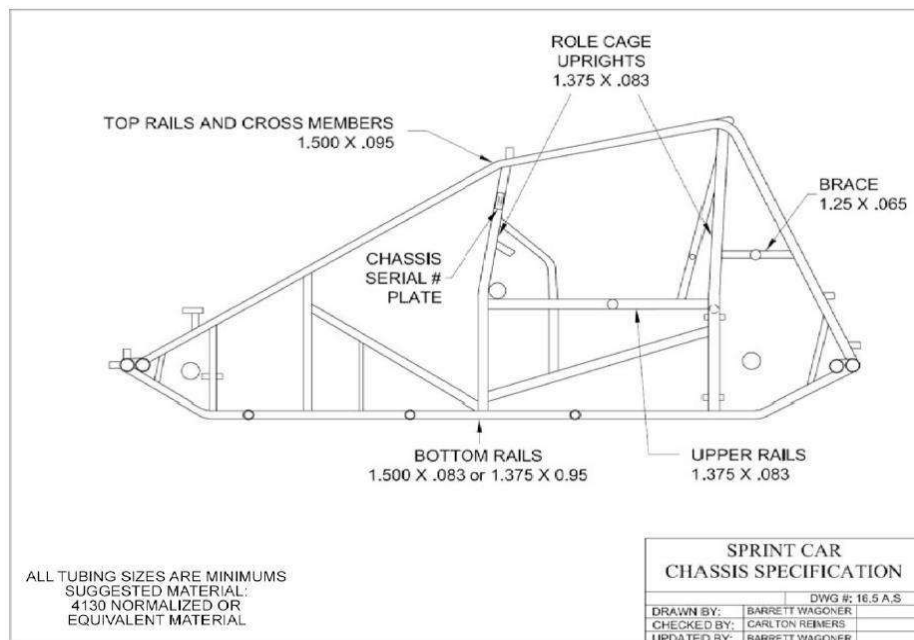 ROLE CAGE
UPRIGHTS
1.375 X .083
TOP RAILS AND CROSS MEMBERS
1.500 X .095
BRACE
1.25 X .065
CHASSIS
SERIAL #
PLATE
BOTTOM RAILS
1.500 X .083 or 1.375 X 0.95
UPPER RAILS
1.375 X .083
ALL TUBING SIZES ARE MINIMUMS
SUGGESTED MATERIAL:
4130 NORMALIZED OR
EQUIVALENT MATERIAL
SPRINT CAR
CHASSIS SPECIFICATION
DWG #: 16.5 A,S
DRAWN BY: BARRETT WAGONER
CHECKED BY: CARLTON REIMERS
UPDATED BY: BARRETT WAGONER